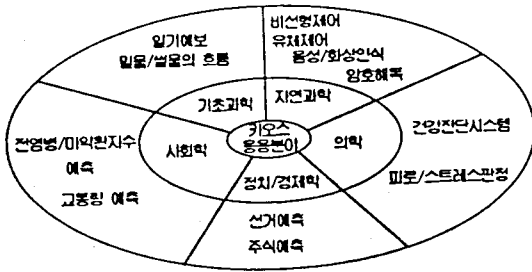 일기예보
밀물/썰물의 흐름
비선형제어
유체제어
음성/화상인식
암호해독
기초과학
자연과학
전염병/마약환자수
예측
교통량 예측
사회학
카오스
응용분야
의학
건강진단시스템
피로/스트레스판정
정치/경제학
선거예측
주식예측